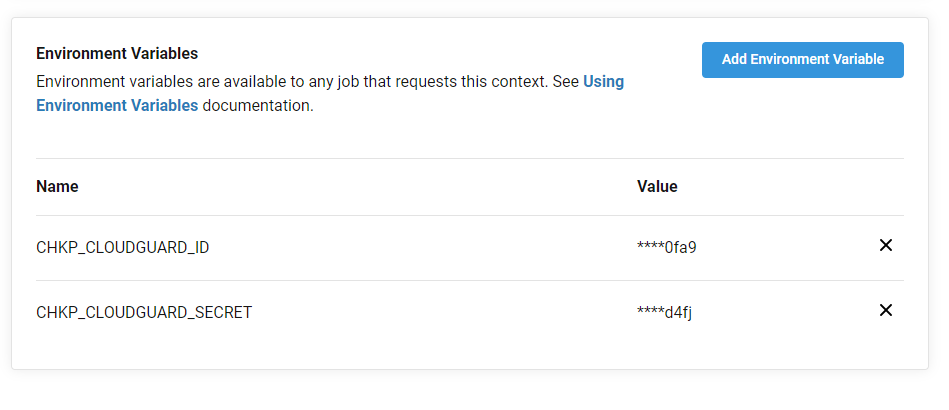 Environment Variables
Add Environment Variable
Environment variables are available to any job that requests this context. See Using
Environment Variables documentation.
Name Value
CHKP_CLOUDGUARD_ID ****0fa9
CHKP_CLOUDGUARD_SECRET ****d4fj